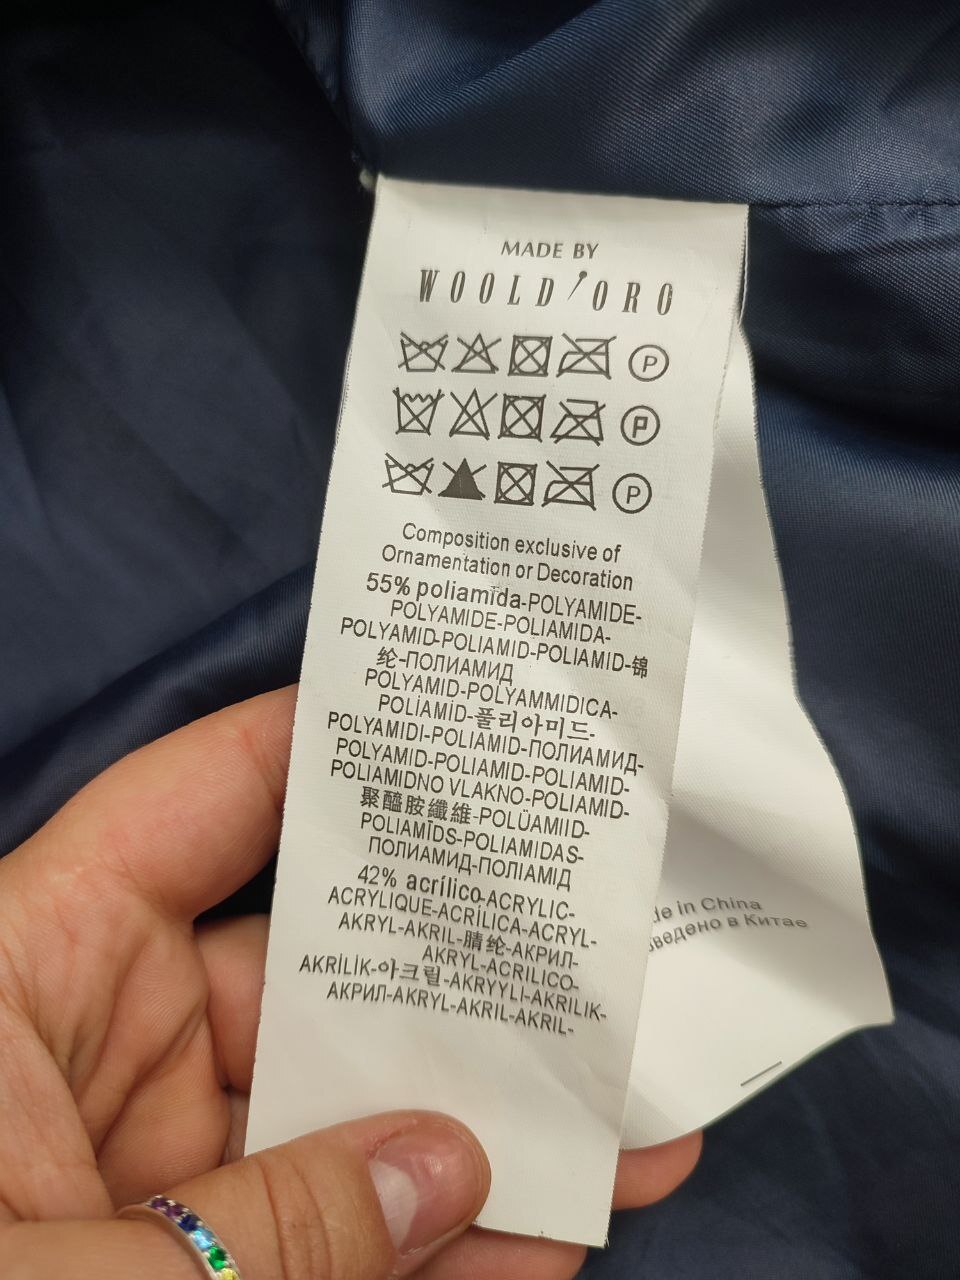 MADE BY
WOOLD'ORO
P
P
P
Composition exclusive of
Ornamentation or Decoration
55% poliamida-POLYAMIDE-
POLYAMIDE-POLIAMIDA-
POLYAMID-POLIAMID-POLIAMID-锦
纶-ПОЛИАМИД
POLYAMID-POLYAMMIDICA-
POLİAMİD-폴리아미드-
POLYAMIDI-POLIAMID-ПОЛИАМИД-
POLYAMID-POLIAMID-POLIAMID-
POLIAMIDNO VLAKNO-POLIAMID-
聚醯胺纖維-POLÜAMIID-
POLIAMĪDS-POLIAMIDAS-
ПОЛИАМИД-ПОЛІАМІД
42% acrílico-ACRYLIC-
ACRYLIQUE-ACRÍLICA-ACRYL-
AKRYL-AKRIL-腈纶-АКРИЛ-
AKRYL-ACRILICO-
AKRİLİK-아크릴-AKRYYLI-AKRILIK-
АКРИЛ-AKRYL-AKRIL-AKRIL-
de in China
зведено в Китае